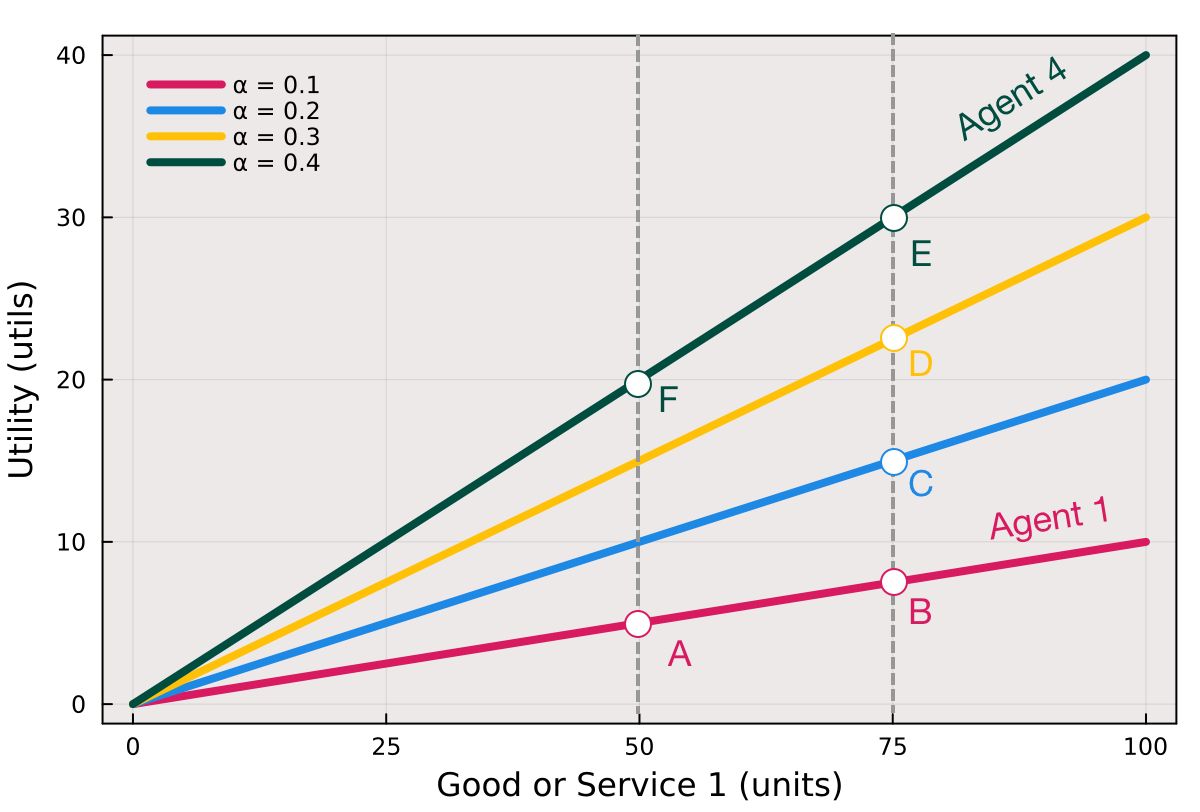 40
30
20
10
0
Utility (utils)
α = 0.1
α = 0.2
α = 0.3
α = 0.4
Agent 4
E
D
F
C
Agent 1
B
A
0 25 50 75 100
Good or Service 1 (units)